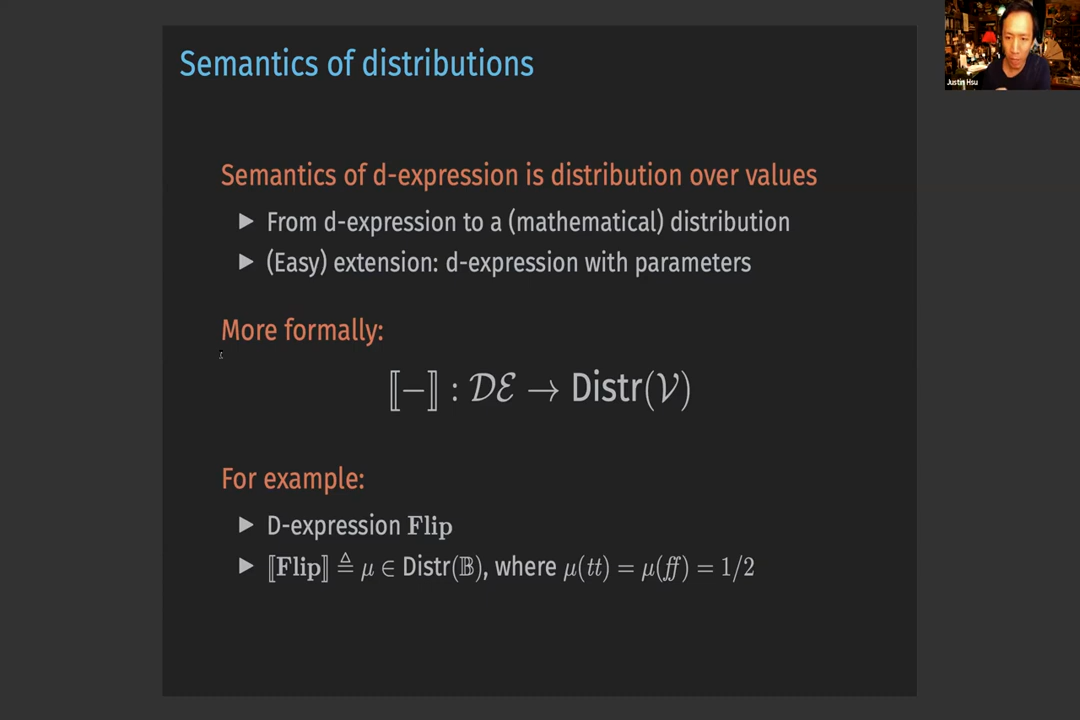 Semantics of distributions
Justin Hsu
Semantics of d-expression is distribution over values
▶ From d-expression to a (mathematical) distribution
▶ (Easy) extension: d-expression with parameters
More formally:
⟦−⟧ : 𝒟ℰ → Distr(𝒱)
For example:
▶ D-expression Flip
▶ ⟦Flip⟧ ≜ μ ∈ Distr(𝔹), where μ(tt) = μ(ff) = 1/2